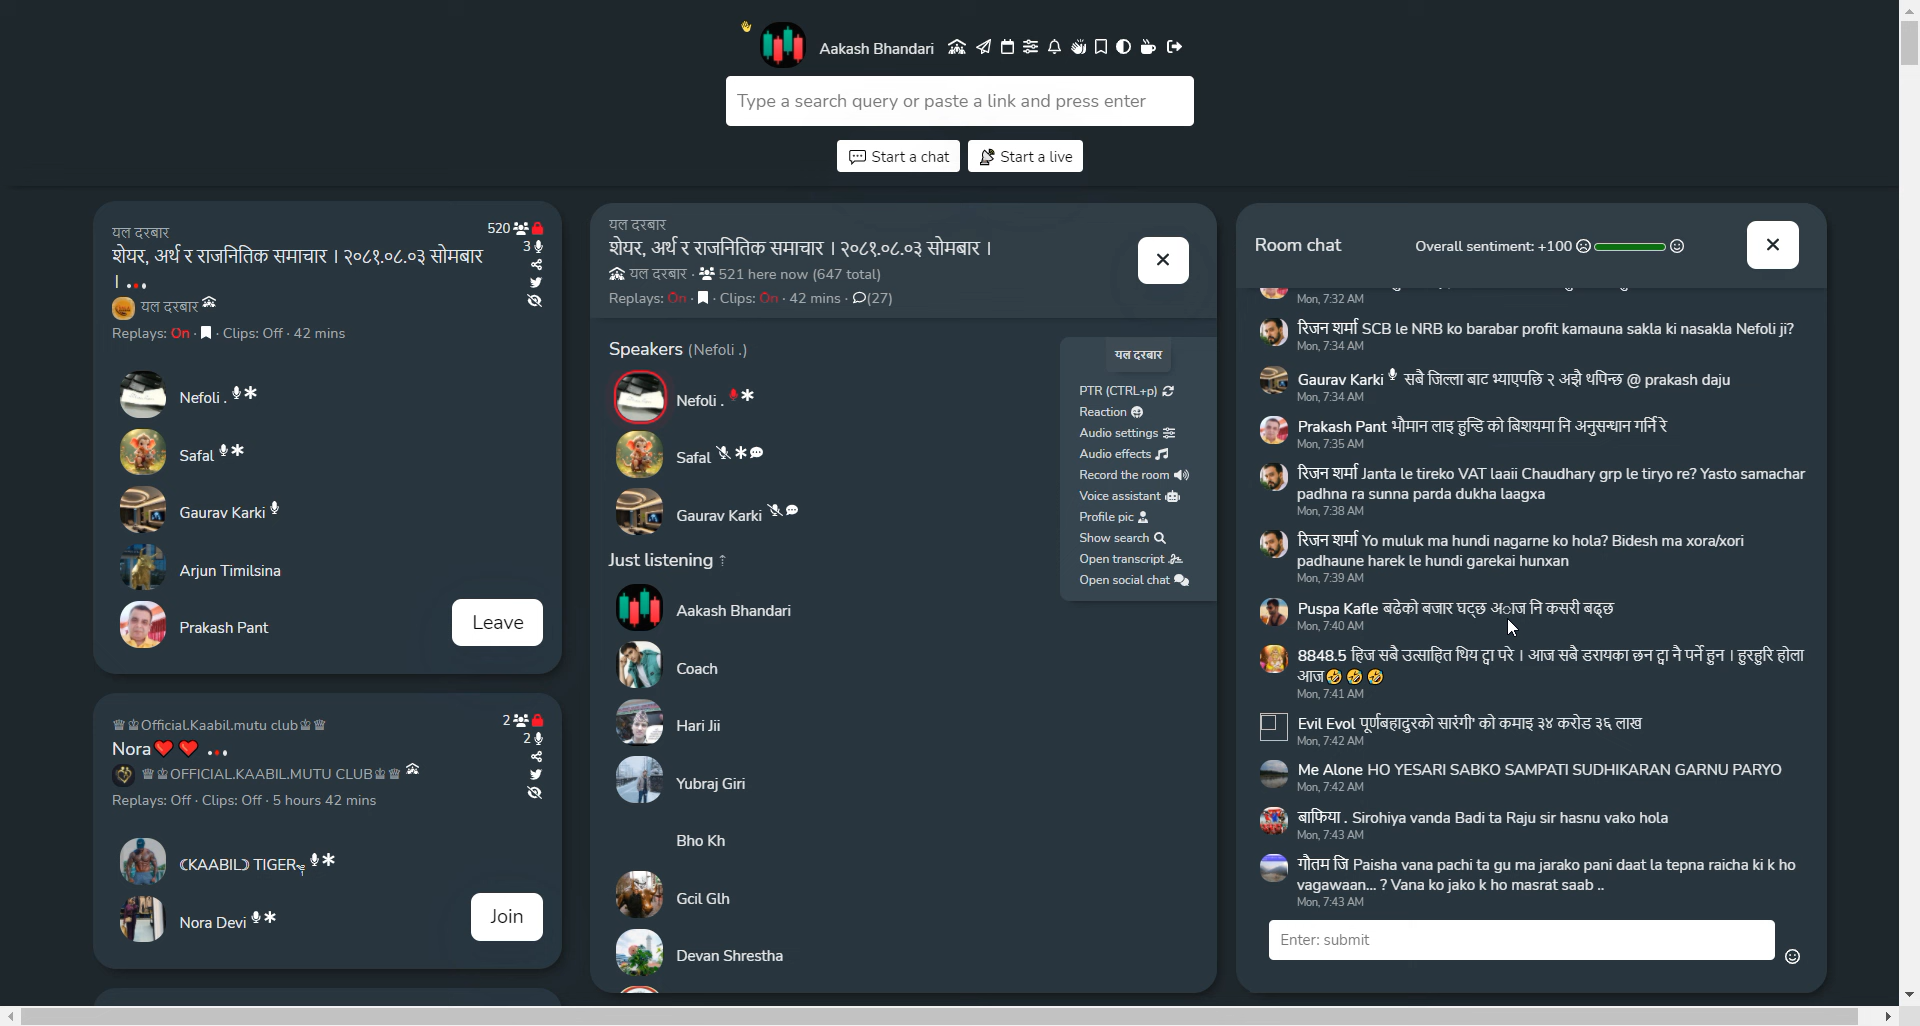 Aakash Bhandari
Type a search query or paste a link and press enter
Start a chat
Start a live
यल दरबार
520
शेयर, अर्थ र राजनितिक समाचार । २०८१.०८.०३ सोमबार
3
। ...
यल दरबार
Replays: On · Clips: Off · 42 mins
Nefoli .
Safal
Gaurav Karki
Arjun Timilsina
Prakash Pant
Leave
♕♔Official.Kaabil.mutu club♔♕
2
Nora❤️❤️ ...
2
♕♔OFFICIAL.KAABIL.MUTU CLUB♔♕
Replays: Off · Clips: Off · 5 hours 42 mins
☾KAABIL☽ TIGER
Nora Devi
Join
यल दरबार
शेयर, अर्थ र राजनितिक समाचार । २०८१.०८.०३ सोमबार ।
यल दरबार · 521 here now (647 total)
Replays: On · Clips: On · 42 mins · (27)
Speakers (Nefoli .)
Nefoli .
Safal
Gaurav Karki
Just listening ↑
Aakash Bhandari
Coach
Hari Jii
Yubraj Giri
Bho Kh
Gcil Glh
Devan Shrestha
यल दरबार
PTR (CTRL+p)
Reaction
Audio settings
Audio effects
Record the room
Voice assistant
Profile pic
Show search
Open transcript
Open social chat
Room chat
Overall sentiment: +100
Mon, 7:32 AM
रिजन शर्मा SCB le NRB ko barabar profit kamauna sakla ki nasakla Nefoli ji?
Mon, 7:34 AM
Gaurav Karki सबै जिल्ला बाट भ्याएपछि २ अझै थपिन्छ @ prakash daju
Mon, 7:34 AM
Prakash Pant भौमान लाइ हुन्डि को बिशयमा नि अनुसन्धान गर्नि रे
Mon, 7:35 AM
रिजन शर्मा Janta le tireko VAT laaii Chaudhary grp le tiryo re? Yasto samachar
padhna ra sunna parda dukha laagxa
Mon, 7:38 AM
रिजन शर्मा Yo muluk ma hundi nagarne ko hola? Bidesh ma xora/xori
padhaune harek le hundi garekai hunxan
Mon, 7:39 AM
Puspa Kafle बढेको बजार घट्छ अाज नि कसरी बढ्छ
Mon, 7:40 AM
8848.5 हिज सबै उत्साहित थिय ट्वा परे । आज सबै डरायका छन ट्वा नै पर्ने हुन । हुरहुरि होला
आज🤣🤣🤣
Mon, 7:41 AM
Evil Evol पूर्णबहादुरको सारंगी' को कमाइ ३४ करोड ३६ लाख
Mon, 7:42 AM
Me Alone HO YESARI SABKO SAMPATI SUDHIKARAN GARNU PARYO
Mon, 7:42 AM
बाफिया . Sirohiya vanda Badi ta Raju sir hasnu vako hola
Mon, 7:43 AM
गौतम जि Paisha vana pachi ta gu ma jarako pani daat la tepna raicha ki k ho
vagawaan... ? Vana ko jako k ho masrat saab ..
Mon, 7:43 AM
Enter: submit